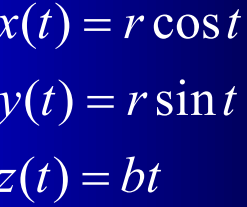 x(t) = r cos t
y(t) = r sin t
z(t) = bt